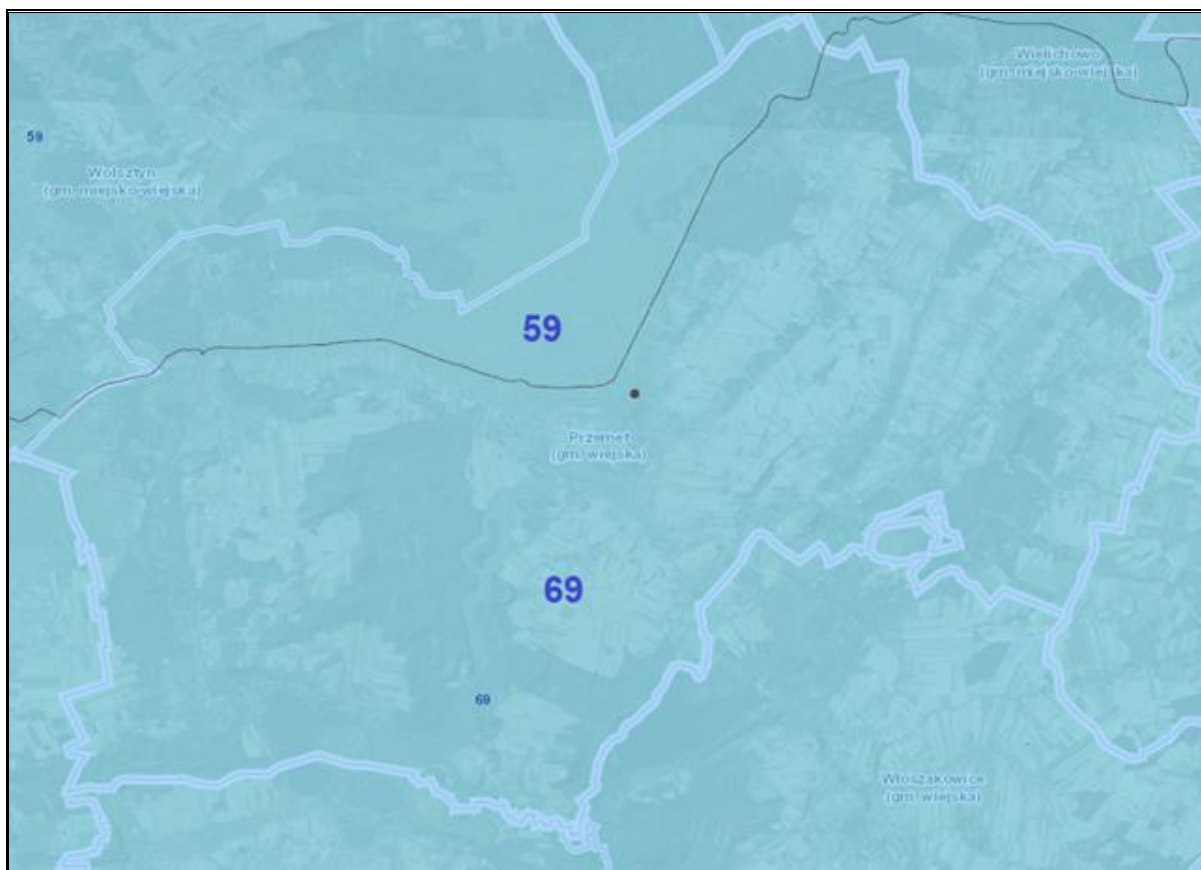 Wielichowo
(gm. miejsko-wiejska)
59
Wolsztyn
(gm. miejsko-wiejska)
59
Przemęt
(gm. wiejska)
69
69
Włoszakowice
(gm. wiejska)